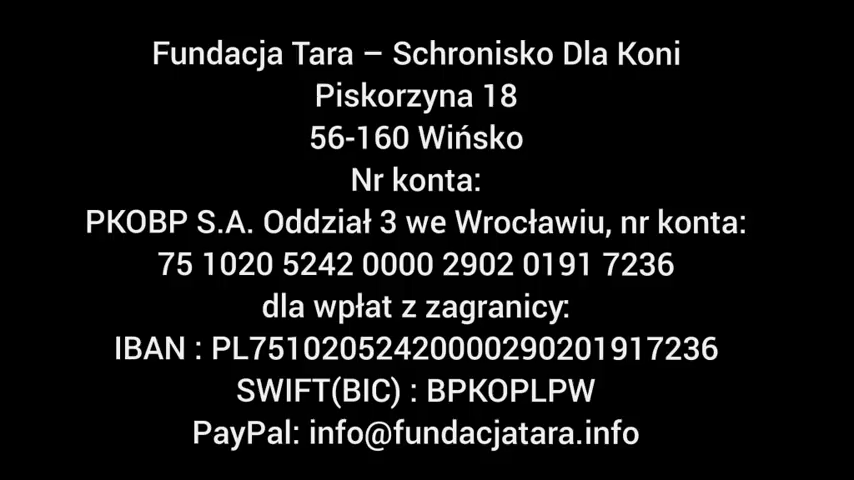 Fundacja Tara – Schronisko Dla Koni
Piskorzyna 18
56-160 Wińsko
Nr konta:
PKOBP S.A. Oddział 3 we Wrocławiu, nr konta:
75 1020 5242 0000 2902 0191 7236
dla wpłat z zagranicy:
IBAN : PL75102052420000290201917236
SWIFT(BIC) : BPKOPLPW
PayPal: info@fundacjatara.info